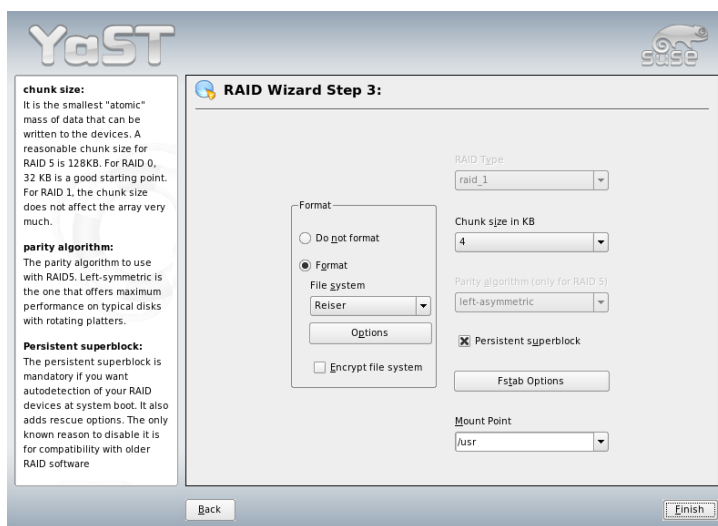 YaST
suse
chunk size:
It is the smallest "atomic"
mass of data that can be
written to the devices. A
reasonable chunk size for
RAID 5 is 128KB. For RAID 0,
32 KB is a good starting point.
For RAID 1, the chunk size
does not affect the array very
much.
parity algorithm:
The parity algorithm to use
with RAID5. Left-symmetric is
the one that offers maximum
performance on typical disks
with rotating platters.
Persistent superblock:
The persistent superblock is
mandatory if you want
autodetection of your RAID
devices at system boot. It also
adds rescue options. The only
known reason to disable it is
for compatibility with older
RAID software
RAID Wizard Step 3:
Format
Do not format
Format
File system
Reiser
Options
Encrypt file system
RAID Type
raid_1
Chunk size in KB
4
Parity algorithm (only for RAID 5)
left-asymmetric
Persistent superblock
Fstab Options
Mount Point
/usr
Back
Finish